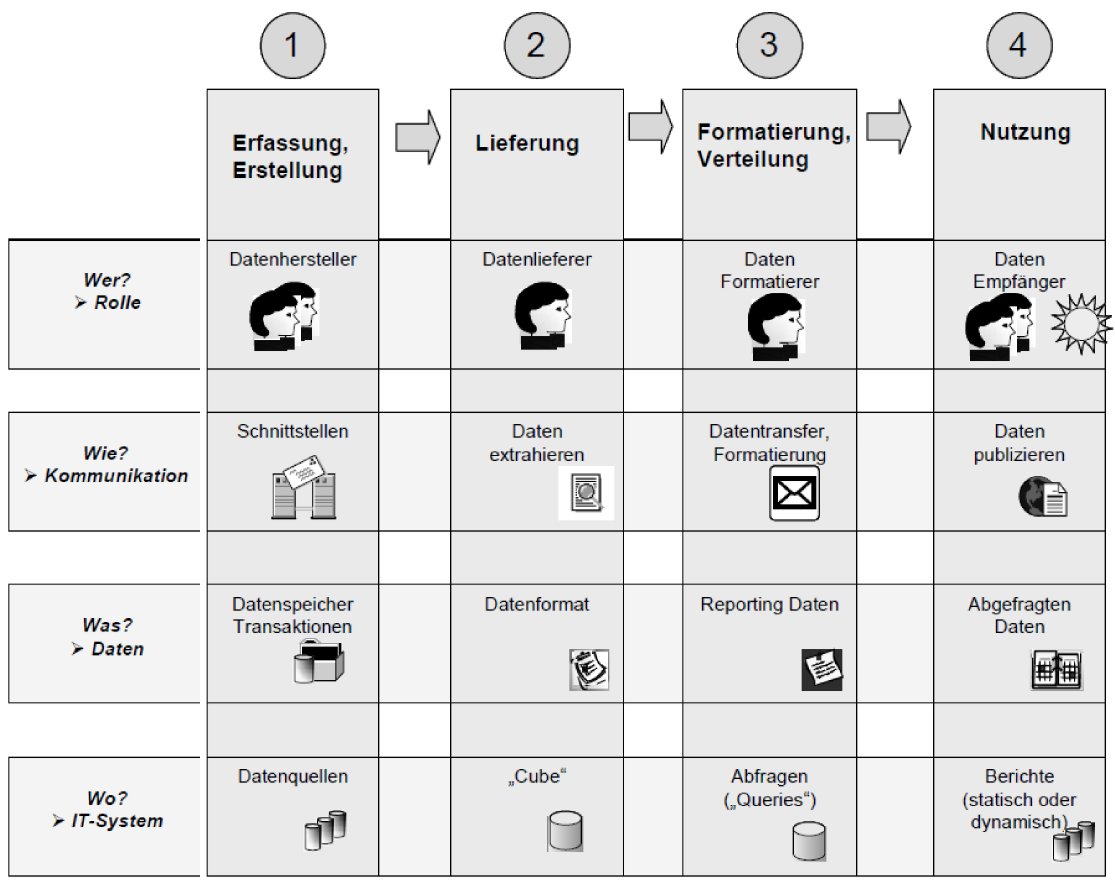 1
2
3
4
Erfassung,
Erstellung
Lieferung
Formatierung,
Verteilung
Nutzung
Wer?
➢ Rolle
Datenhersteller
Datenlieferer
Daten
Formatierer
Daten
Empfänger
Wie?
➢ Kommunikation
Schnittstellen
Daten
extrahieren
Datentransfer,
Formatierung
Daten
publizieren
Was?
➢ Daten
Datenspeicher
Transaktionen
Datenformat
Reporting Daten
Abgefragten
Daten
Wo?
➢ IT-System
Datenquellen
„Cube“
Abfragen
(„Queries“)
Berichte
(statisch oder
dynamisch)